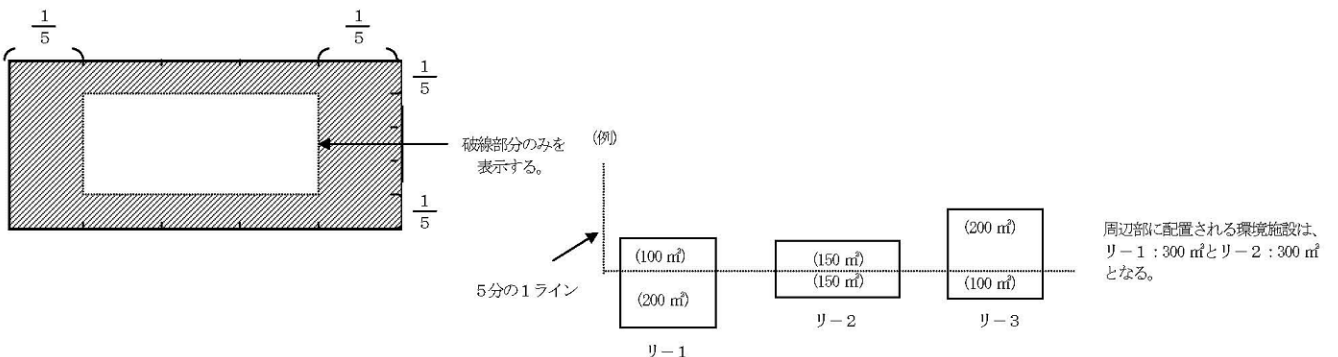 1/5
1/5
1/5
1/5
破線部分のみを
表示する。
(例)
5分の1ライン
(100 ㎡)
(200 ㎡)
リ－1
(150 ㎡)
(150 ㎡)
リ－2
(200 ㎡)
(100 ㎡)
リ－3
周辺部に配置される環境施設は、
リ－1：300 ㎡とリ－2：300 ㎡
となる。